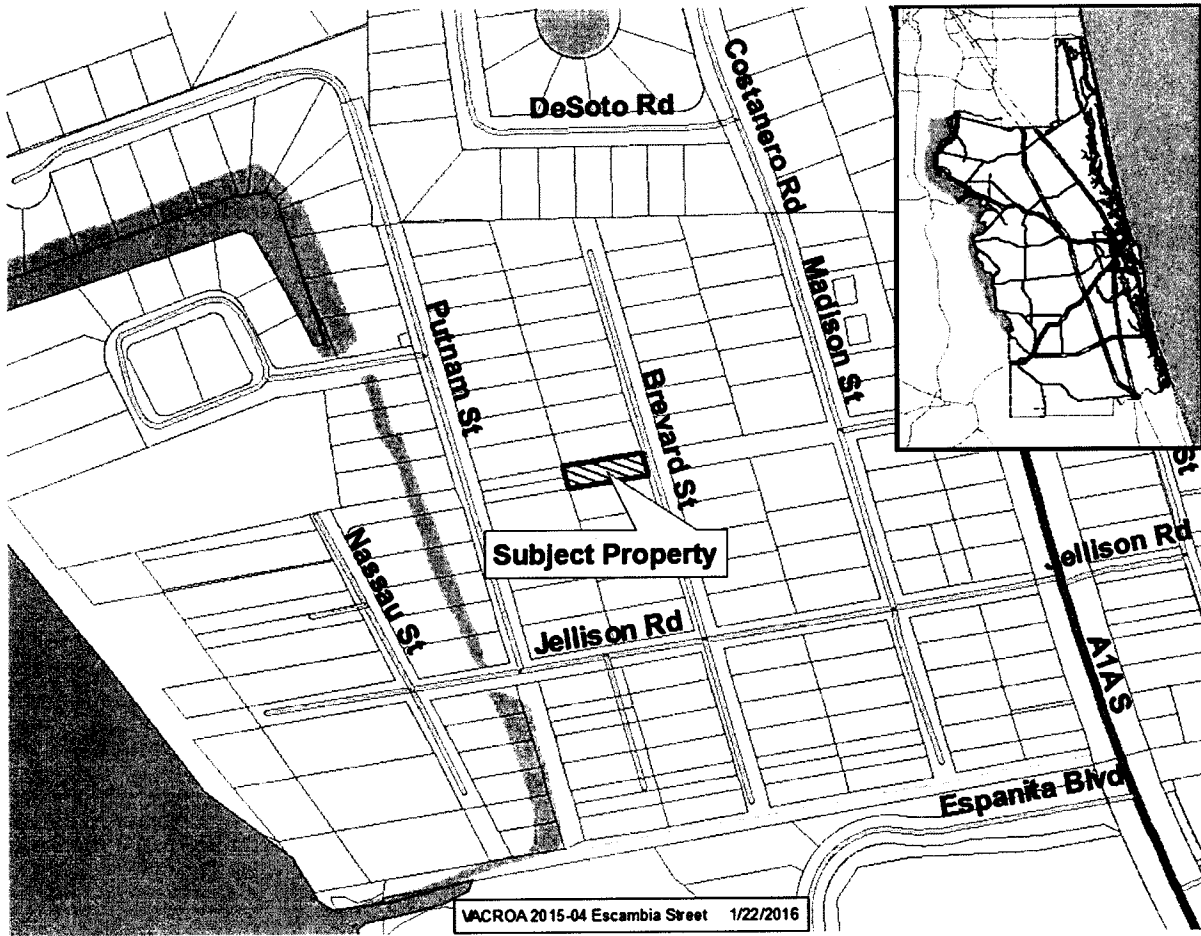 DeSoto Rd
Costanero Rd
Madison St
Putnam St
Brevard St
Subject Property
Nassau St
Jellison Rd
Jellison Rd
St
A1A S
Espanita Blvd
VACROA 2015-04 Escambia Street 1/22/2016